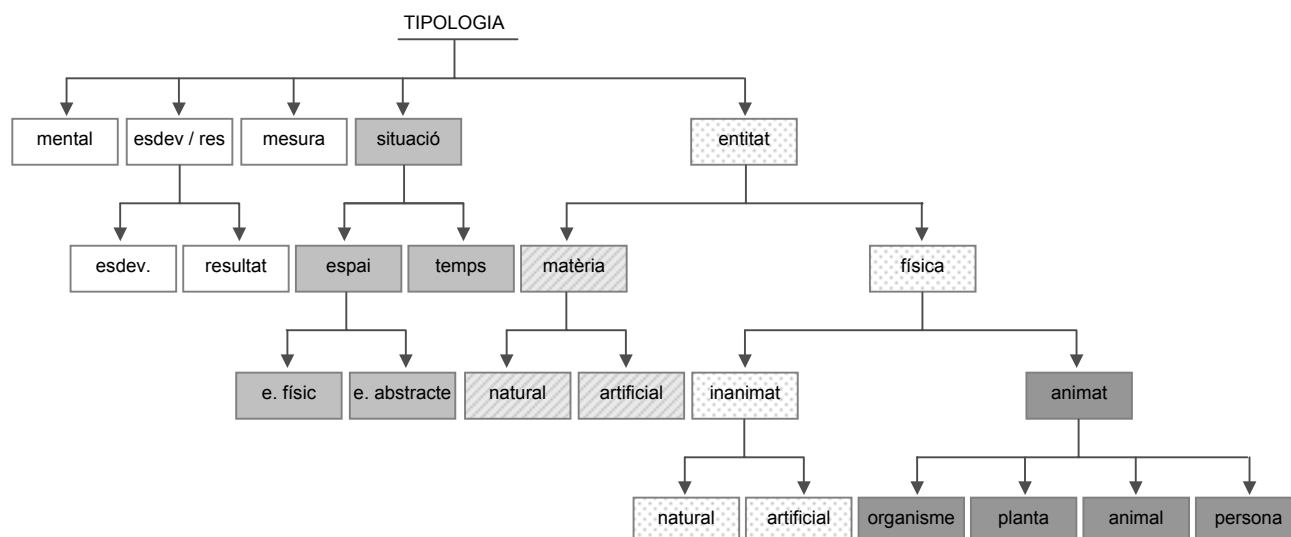 TIPOLOGIA
mental
esdev / res
mesura
situació
entitat
esdev.
resultat
espai
temps
matèria
física
e. físic
e. abstracte
natural
artificial
inanimat
animat
natural
artificial
organisme
planta
animal
persona